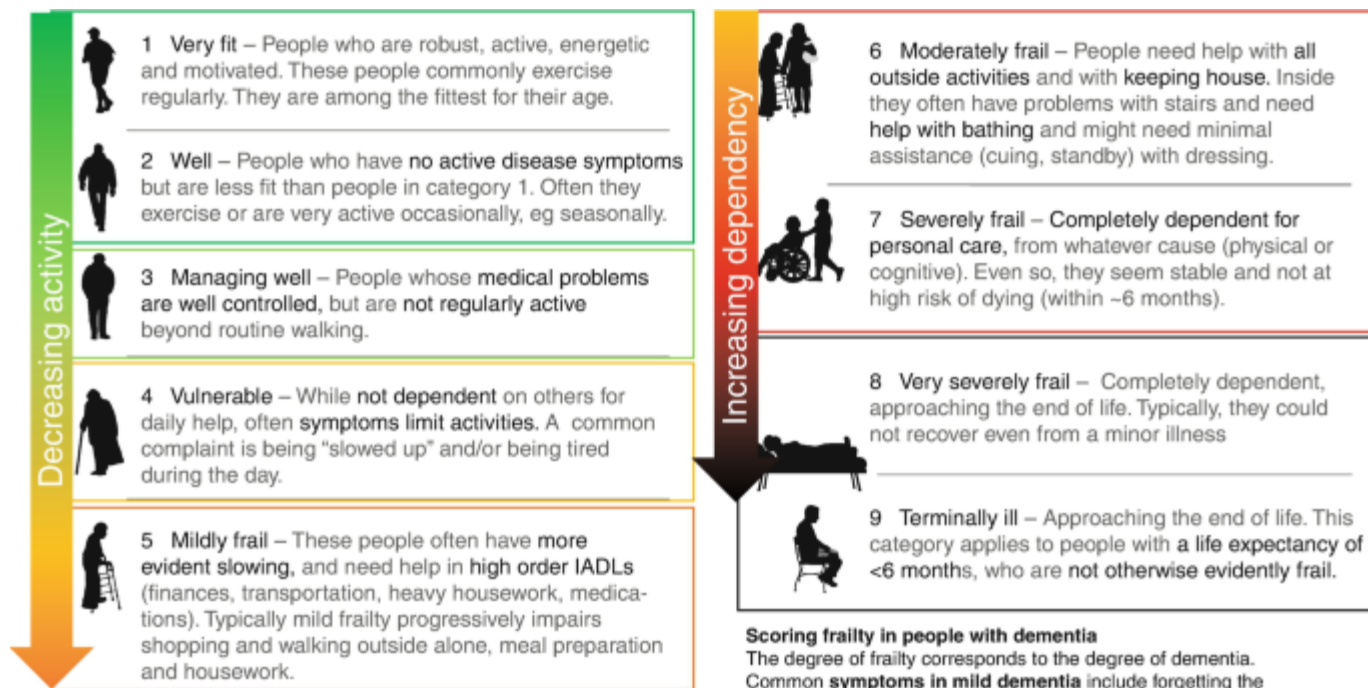 Decreasing activity
1 Very fit – People who are robust, active, energetic
and motivated. These people commonly exercise
regularly. They are among the fittest for their age.
2 Well – People who have no active disease symptoms
but are less fit than people in category 1. Often they
exercise or are very active occasionally, eg seasonally.
3 Managing well – People whose medical problems
are well controlled, but are not regularly active
beyond routine walking.
4 Vulnerable – While not dependent on others for
daily help, often symptoms limit activities. A common
complaint is being “slowed up” and/or being tired
during the day.
5 Mildly frail – These people often have more
evident slowing, and need help in high order IADLs
(finances, transportation, heavy housework, medica-
tions). Typically mild frailty progressively impairs
shopping and walking outside alone, meal preparation
and housework.
Increasing dependency
6 Moderately frail – People need help with all
outside activities and with keeping house. Inside
they often have problems with stairs and need
help with bathing and might need minimal
assistance (cuing, standby) with dressing.
7 Severely frail – Completely dependent for
personal care, from whatever cause (physical or
cognitive). Even so, they seem stable and not at
high risk of dying (within ~6 months).
8 Very severely frail – Completely dependent,
approaching the end of life. Typically, they could
not recover even from a minor illness
9 Terminally ill – Approaching the end of life. This
category applies to people with a life expectancy of
<6 months, who are not otherwise evidently frail.
Scoring frailty in people with dementia
The degree of frailty corresponds to the degree of dementia.
Common symptoms in mild dementia include forgetting the